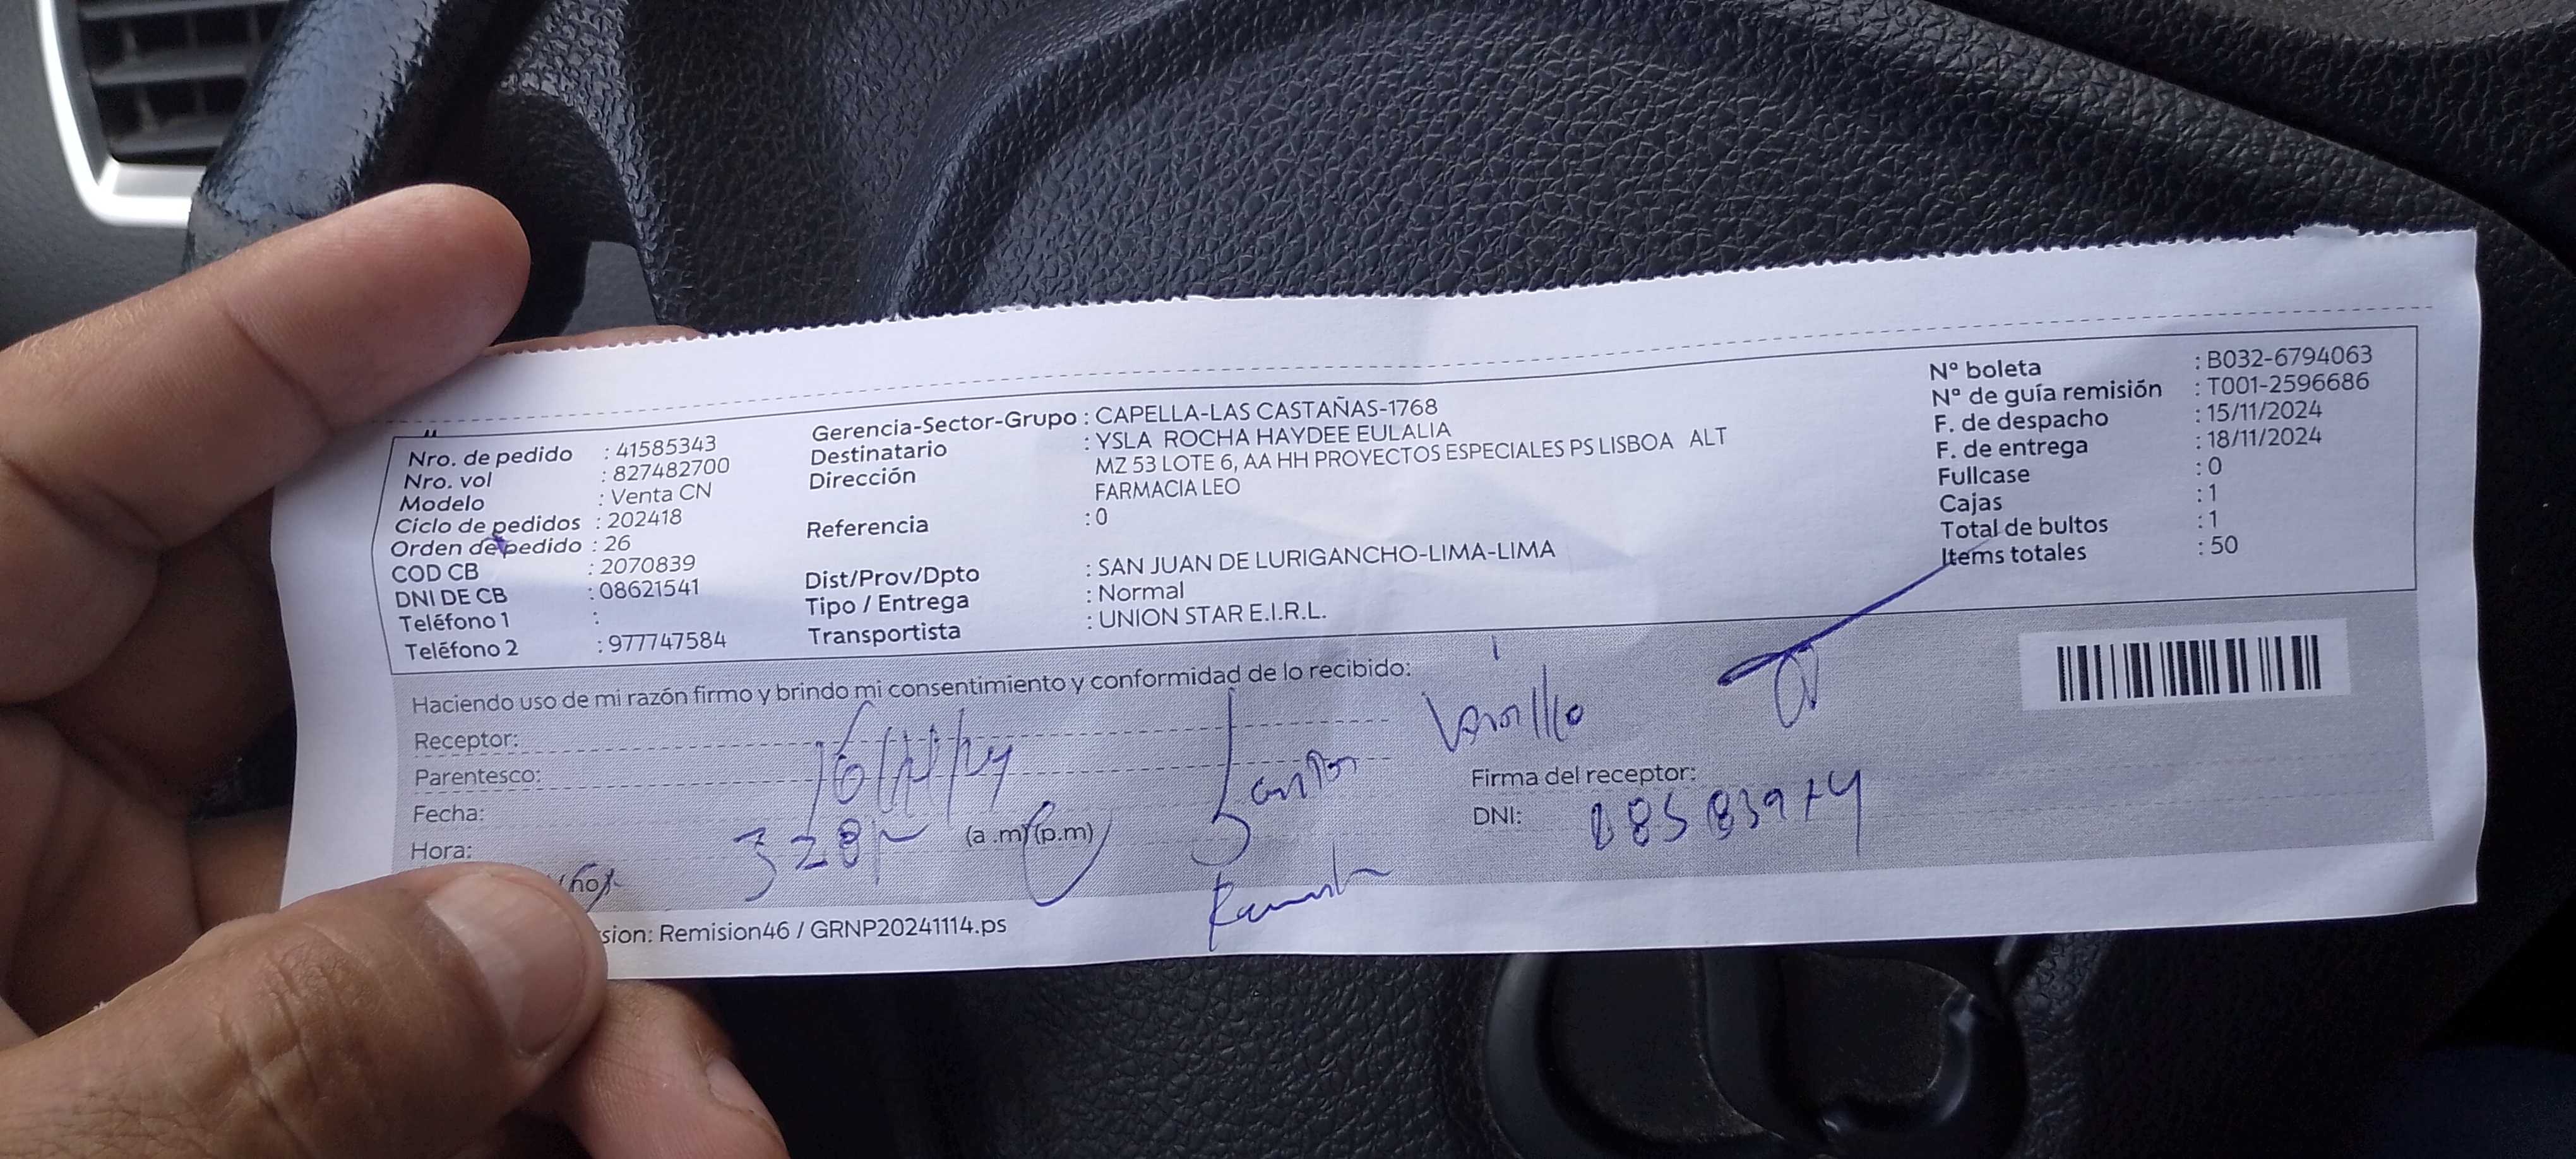 Nro. de pedido : 41585343
Nro. vol : 827482700
Modelo : Venta CN
Ciclo de pedidos : 202418
Orden de pedido : 26
COD CB : 2070839
DNI DE CB : 08621541
Teléfono 1 :
Teléfono 2 : 977747584
Gerencia-Sector-Grupo : CAPELLA-LAS CASTAÑAS-1768
Destinatario : YSLA ROCHA HAYDEE EULALIA
Dirección MZ 53 LOTE 6, AA HH PROYECTOS ESPECIALES PS LISBOA ALT
FARMACIA LEO
Referencia : 0
Dist/Prov/Dpto : SAN JUAN DE LURIGANCHO-LIMA-LIMA
Tipo / Entrega : Normal
Transportista : UNION STAR E.I.R.L.
Nº boleta : B032-6794063
Nº de guía remisión : T001-2596686
F. de despacho : 15/11/2024
F. de entrega : 18/11/2024
Fullcase : 0
Cajas : 1
Total de bultos : 1
Items totales : 50
Haciendo uso de mi razón firmo y brindo mi consentimiento y conformidad de lo recibido:
Receptor:
Parentesco:
Fecha: 16/11/24
Hora: 328 (a .m)(p.m)
Firma del receptor:
DNI:
sion: Remision46 / GRNP20241114.ps